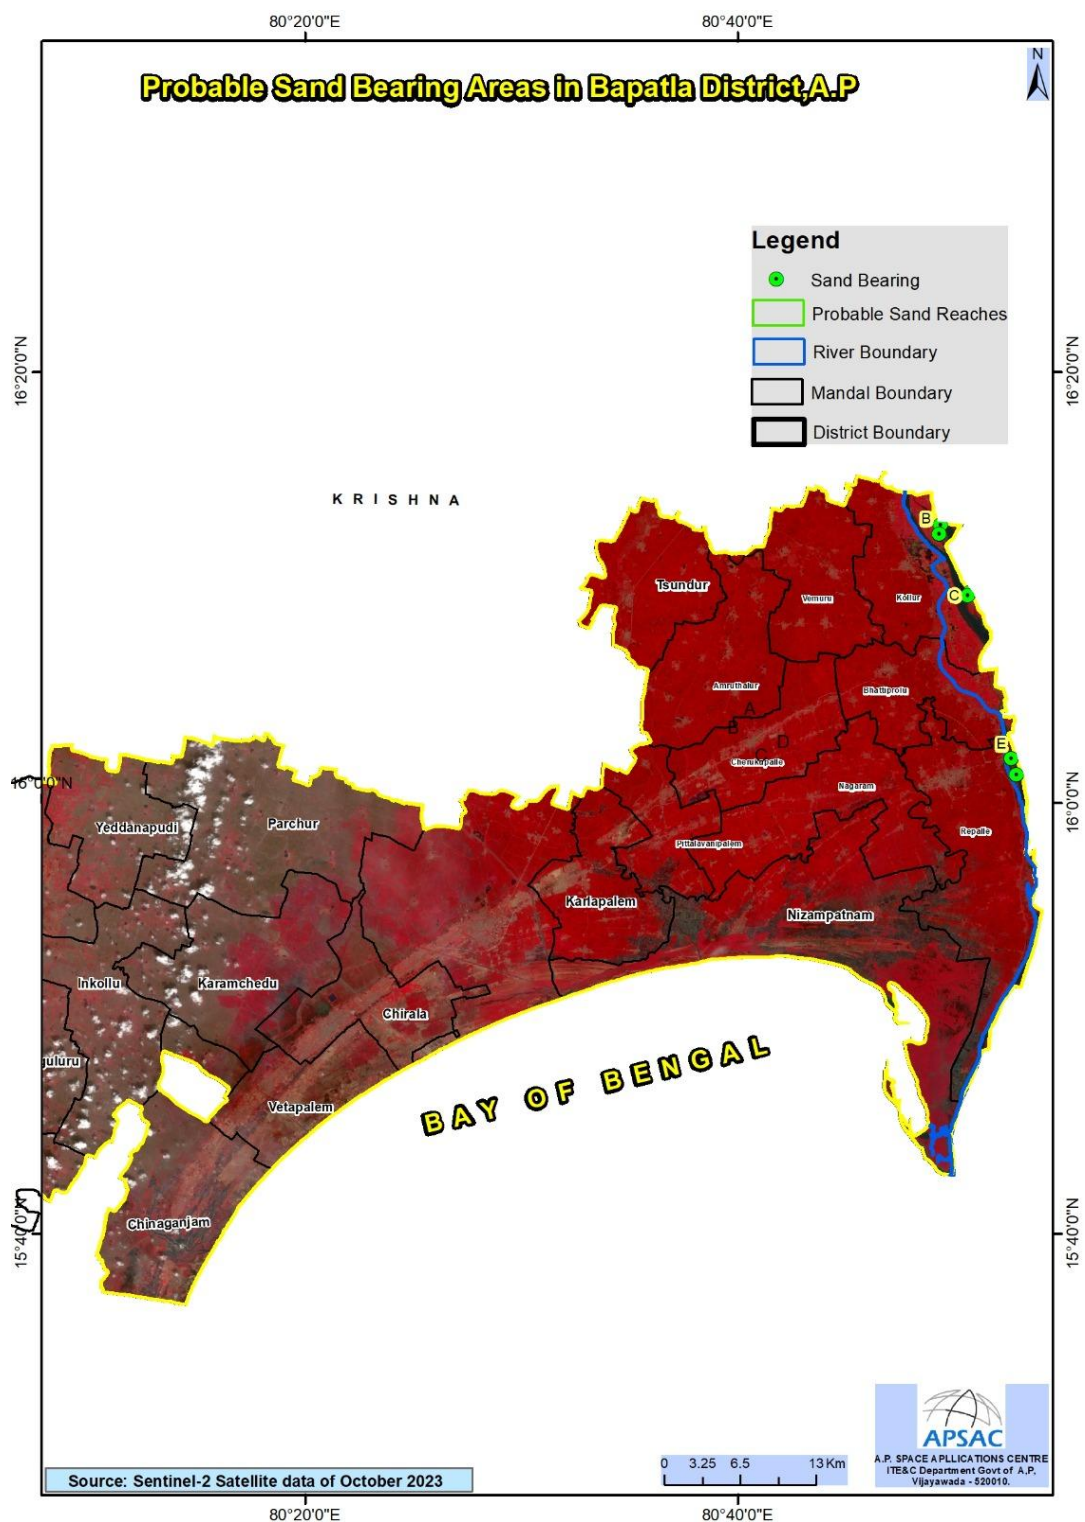 80°20'0"E 80°40'0"E
N
Probable Sand Bearing Areas in Bapatla District,A.P
Legend
Sand Bearing
Probable Sand Reaches
River Boundary
Mandal Boundary
District Boundary
16°20'0"N 16°20'0"N
KRISHNA
B
Tsundur
Vemuru
Kollur
C
Amruthalur
Bhattiprolu
A
B
D
C
E
Cherukupalle
16°0'0"N 16°0'0"N
Nagaram
Yeddanapudi
Parchur
Repalle
Pittalavanipalem
Karlapalem
Nizampatnam
Inkollu
Karamchedu
Chirala
guluru
BAY OF BENGAL
Vetapalem
Chinaganjam
15°40'0"N 15°40'0"N
APSAC
A.P. SPACE APLLICATIONS CENTRE
ITE&C Department Govt of A.P,
Vijayawada - 520010.
0 3.25 6.5 13 Km
Source: Sentinel-2 Satellite data of October 2023
80°20'0"E 80°40'0"E